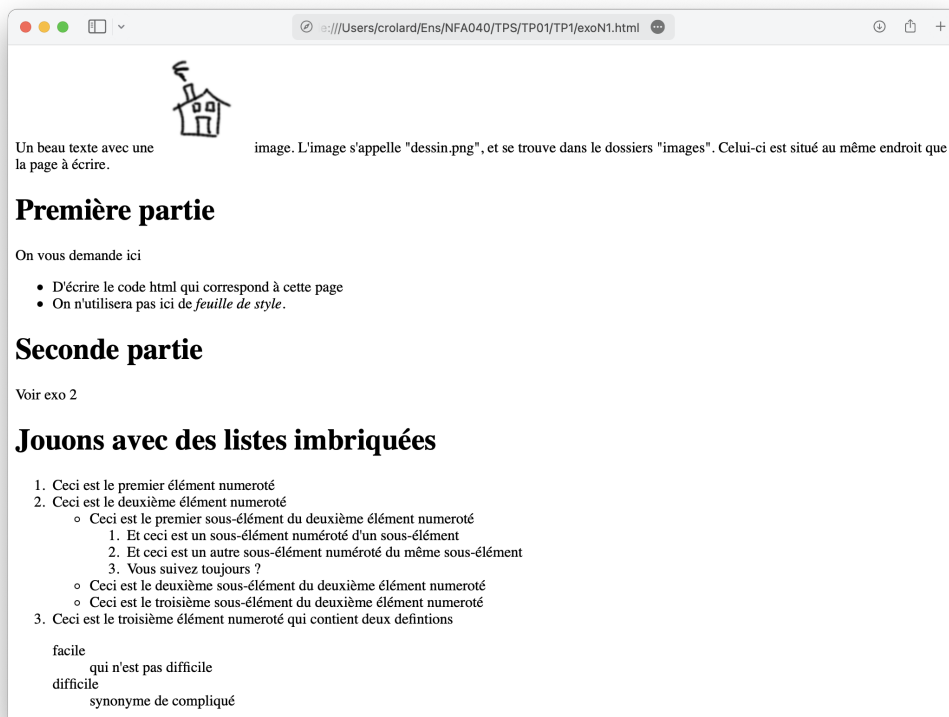 e:///Users/crolard/Ens/NFA040/TPS/TP01/TP1/exoN1.html
Un beau texte avec une image. L'image s'appelle "dessin.png", et se trouve dans le dossiers "images". Celui-ci est situé au même endroit que
la page à écrire.
Première partie
On vous demande ici
• D'écrire le code html qui correspond à cette page
• On n'utilisera pas ici de feuille de style.
Seconde partie
Voir exo 2
Jouons avec des listes imbriquées
1. Ceci est le premier élément numeroté
2. Ceci est le deuxième élément numeroté
◦ Ceci est le premier sous-élément du deuxième élément numeroté
1. Et ceci est un sous-élément numéroté d'un sous-élément
2. Et ceci est un autre sous-élément numéroté du même sous-élément
3. Vous suivez toujours ?
◦ Ceci est le deuxième sous-élément du deuxième élément numeroté
◦ Ceci est le troisième sous-élément du deuxième élément numeroté
3. Ceci est le troisième élément numeroté qui contient deux defintions
facile
qui n'est pas difficile
difficile
synonyme de compliqué